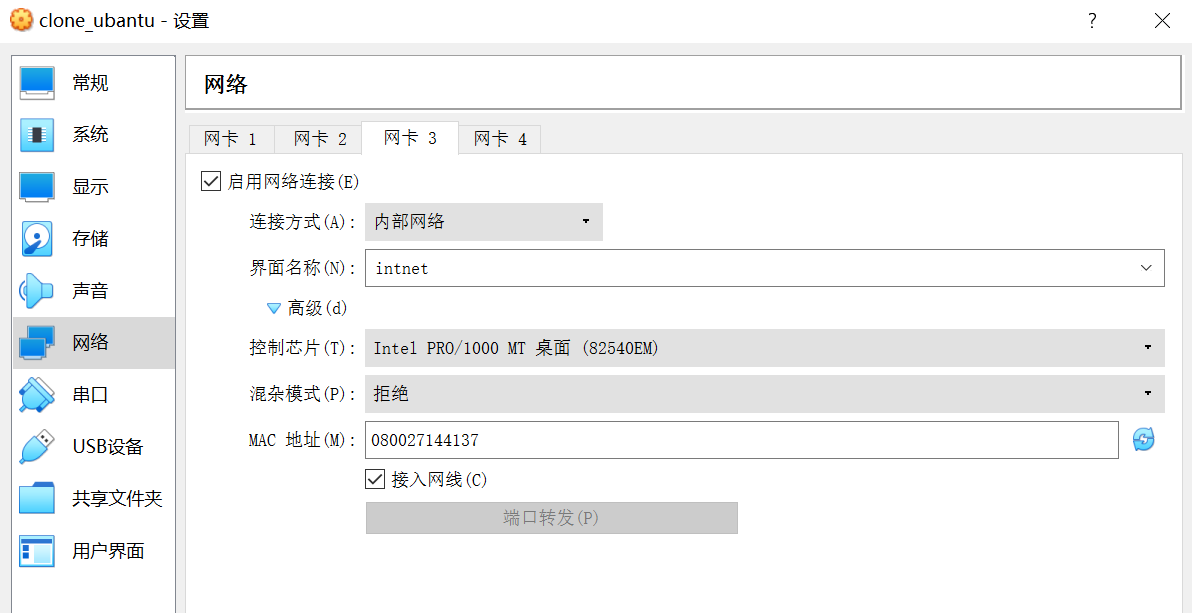 clone_ubantu - 设置
?
常规
系统
显示
存储
声音
网络
串口
USB设备
共享文件夹
用户界面
网络
网卡 1 网卡 2 网卡 3 网卡 4
启用网络连接(E)
连接方式(A): 内部网络
界面名称(N): intnet
高级(d)
控制芯片(T): Intel PRO/1000 MT 桌面 (82540EM)
混杂模式(P): 拒绝
MAC 地址(M): 080027144137
接入网线(C)
端口转发(P)